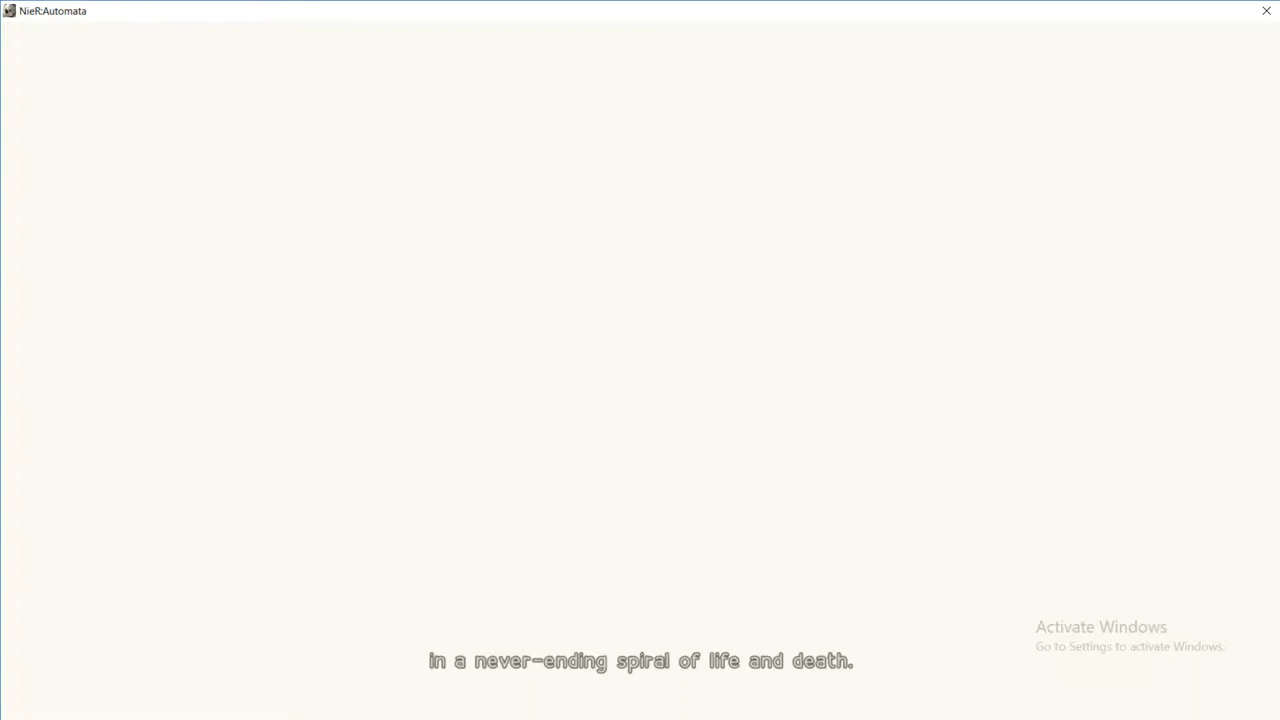 NieR:Automata
Activate Windows
Go to Settings to activate Windows.
in a never-ending spiral of life and death.